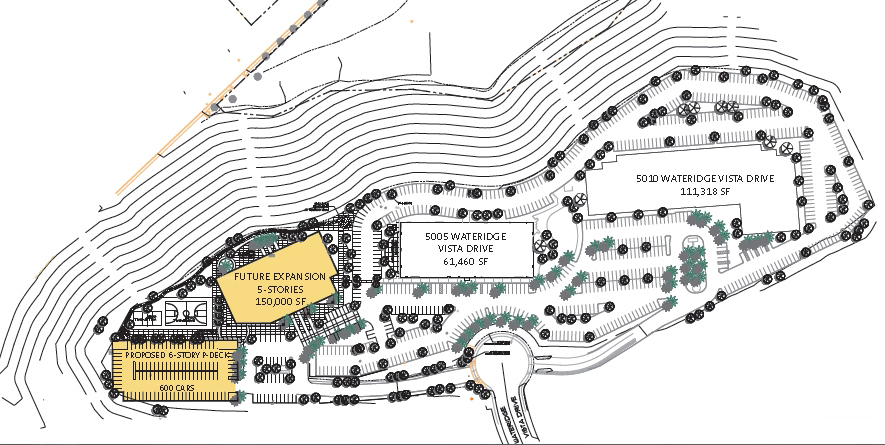 5010 WATERIDGE VISTA DRIVE
111,318 SF
5005 WATERIDGE
VISTA DRIVE
61,460 SF
FUTURE EXPANSION
5-STORIES
150,000 SF
PROPOSED 6-STORY P-DECK
600 CARS
WATERIDGE
VISTA DRIVE